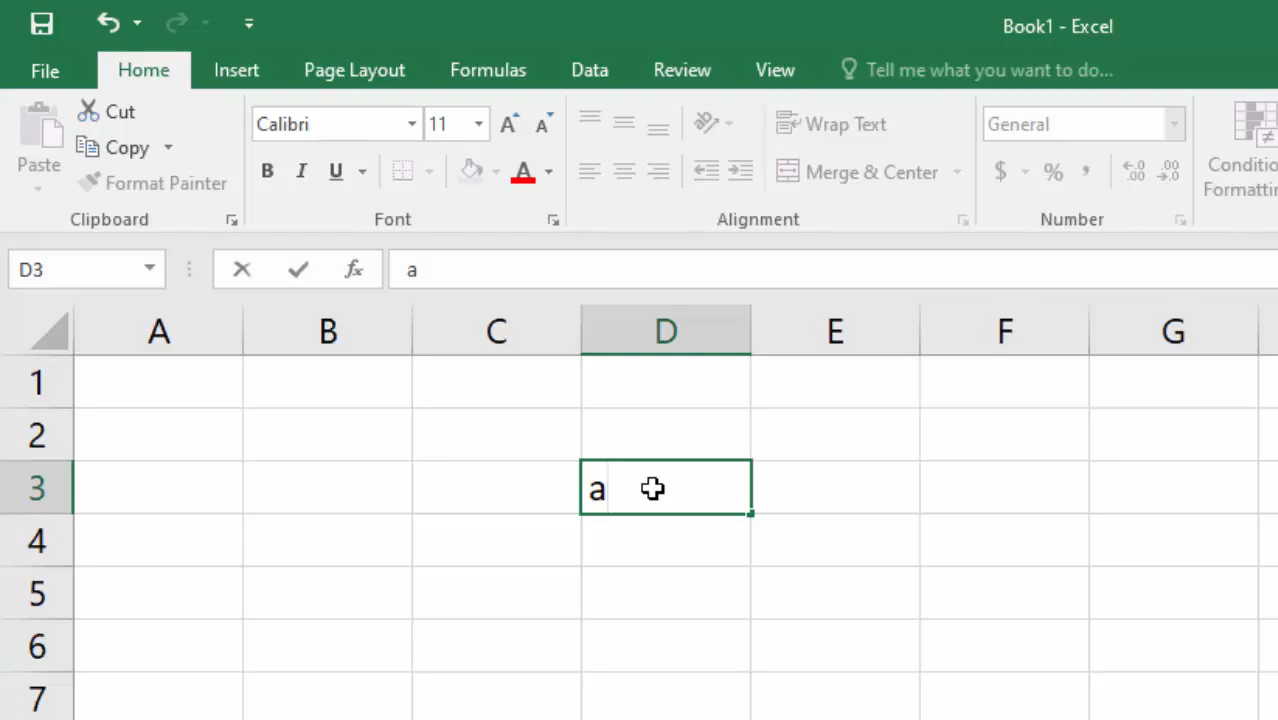 Book1 - Excel
File Home Insert Page Layout Formulas Data Review View Tell me what you want to do...
Paste
Cut
Copy
Format Painter
Clipboard
Calibri 11 A A
B I U A
Font
Wrap Text
Merge & Center
Alignment
General
$ % ,
.00 .00
Number
Conditio
Formattin
D3 fx a
A B C D E F G
1
2
3 a
4
5
6
7